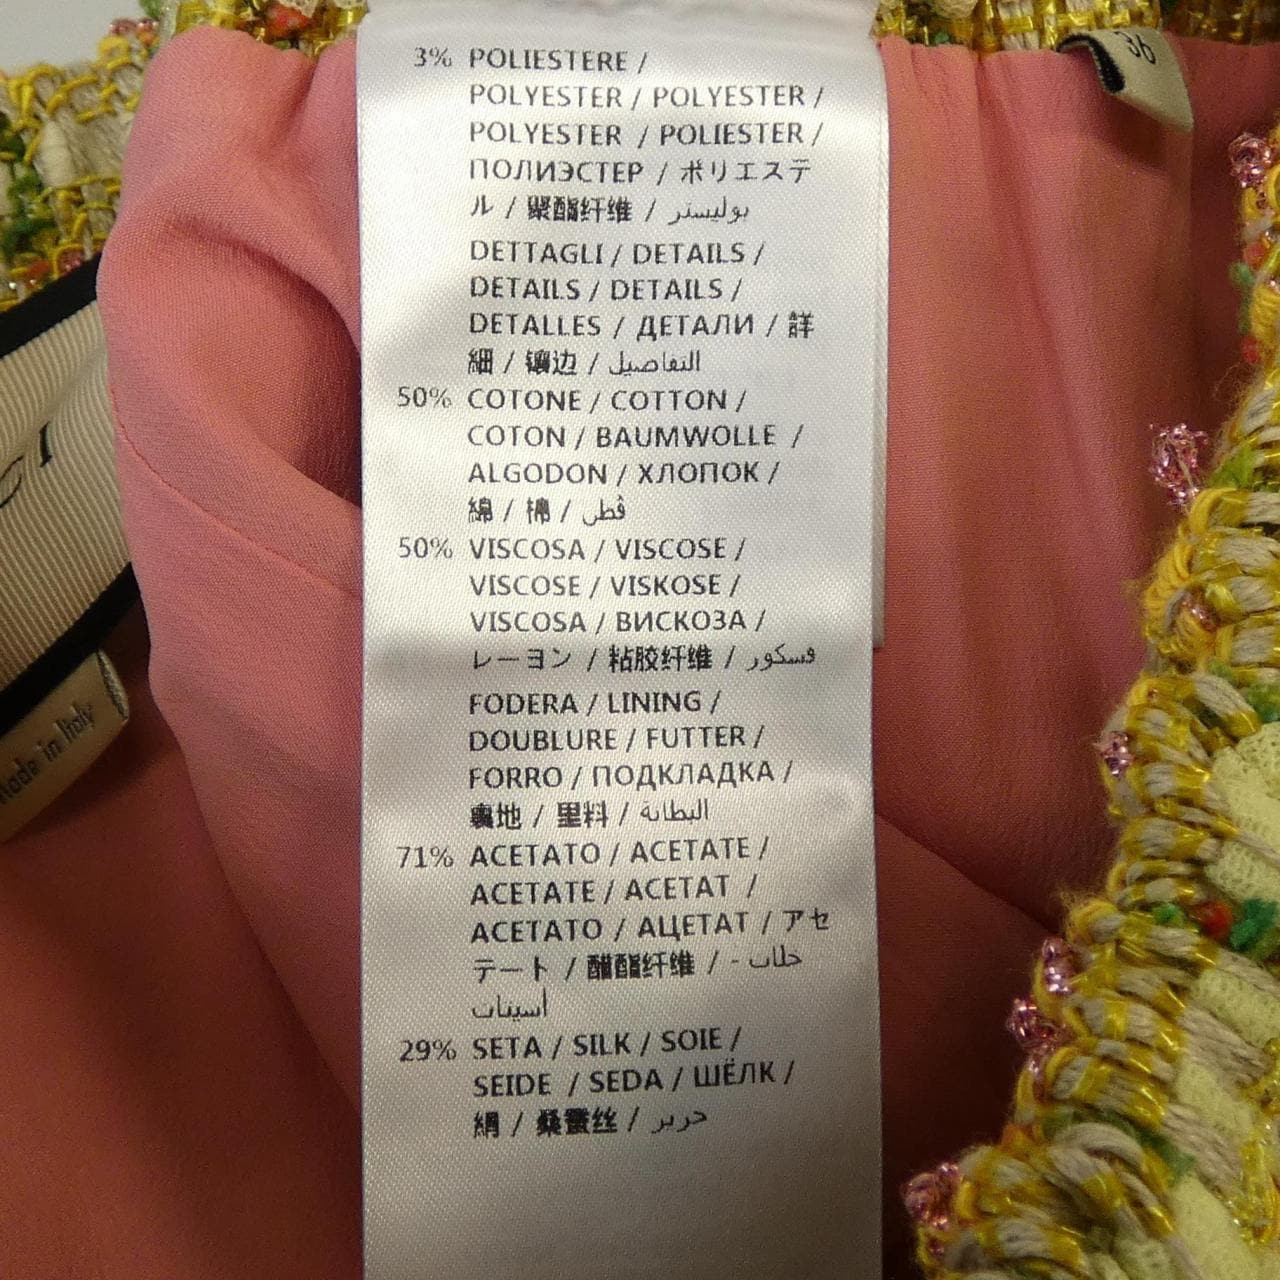 3% POLIESTERE /
POLYESTER / POLYESTER /
POLYESTER / POLIESTER /
ПОЛИЭСТЕР / ポリエステ
ル / 聚酯纤维 / بوليستر
DETTAGLI / DETAILS /
DETAILS / DETAILS /
DETALLES / ДЕТАЛИ / 詳
細 / 镶边 / التفاصيل
50% COTONE / COTTON /
COTON / BAUMWOLLE /
ALGODON / ХЛОПОК /
綿 / 棉 / قطن
50% VISCOSA / VISCOSE /
VISCOSE / VISKOSE /
VISCOSA / ВИСКОЗА /
レーヨン / 粘胶纤维 / فسكوز
FODERA / LINING /
DOUBLURE / FUTTER /
FORRO / ПОДКЛАДКА /
裏地 / 里料 / البطانة
71% ACETATO / ACETATE /
ACETATE / ACETAT /
ACETATO / АЦЕТАТ / アセ
テート / 醋酯纤维 / خلات -
أسيتات
29% SETA / SILK / SOIE /
SEIDE / SEDA / ШЁЛК /
絹 / 桑蚕丝 / حرير
36
CI
Made in Italy